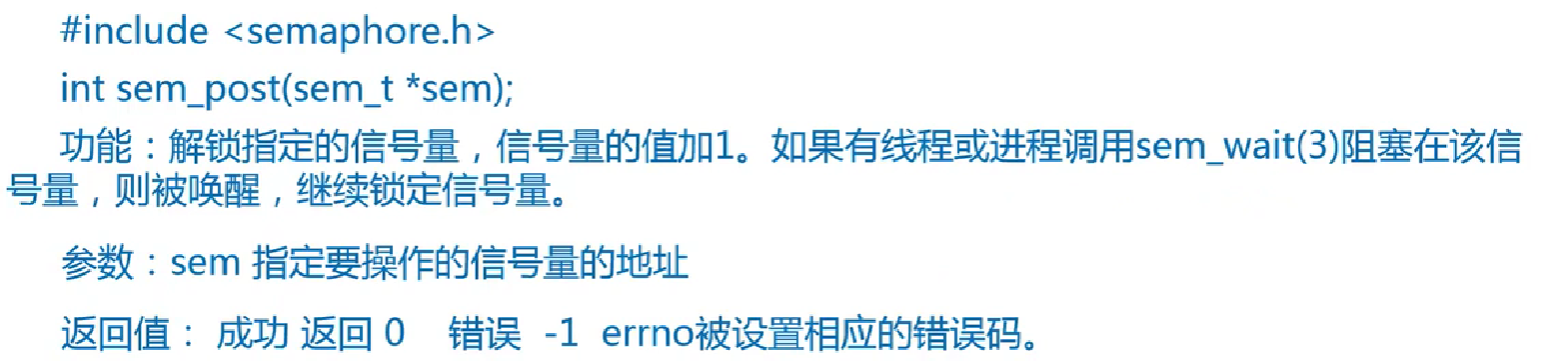 #include <semaphore.h>
int sem_post(sem_t *sem);
功能：解锁指定的信号量，信号量的值加1。如果有线程或进程调用sem_wait(3)阻塞在该信
号量，则被唤醒，继续锁定信号量。
参数：sem 指定要操作的信号量的地址
返回值： 成功 返回 0 错误 -1 errno被设置相应的错误码。